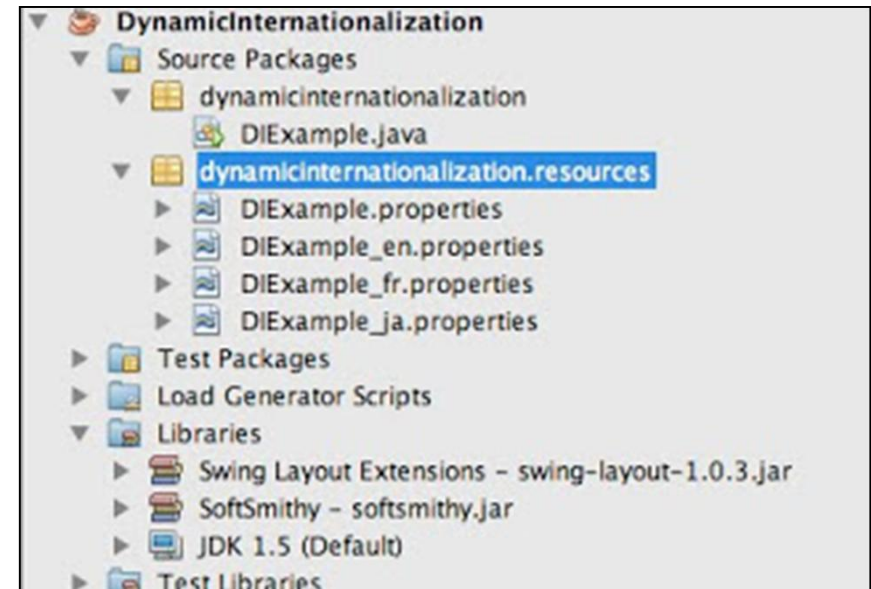 DynamicInternationalization
Source Packages
dynamicinternationalization
DIExample.java
dynamicinternationalization.resources
DIExample.properties
DIExample_en.properties
DIExample_fr.properties
DIExample_ja.properties
Test Packages
Load Generator Scripts
Libraries
Swing Layout Extensions – swing-layout-1.0.3.jar
SoftSmithy – softsmithy.jar
JDK 1.5 (Default)
Test Libraries